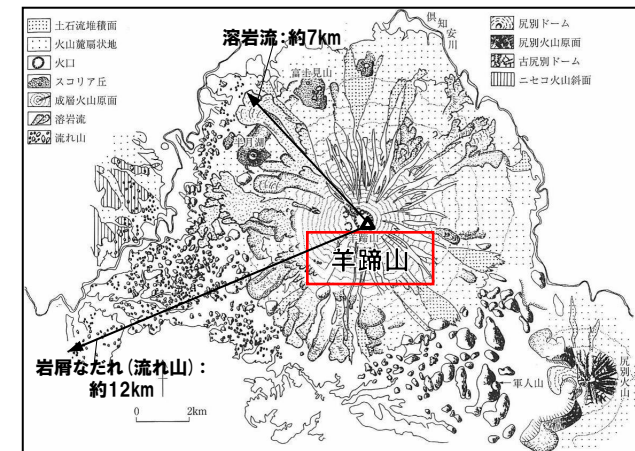 土石流堆積面
火山麓扇状地
火口
スコリア丘
成層火山原面
溶岩流
流れ山
尻別ドーム
尻別火山原面
古尻別ドーム
ニセコ火山斜面
倶知安川
溶岩流：約7km
富士見山
半月湖
羊蹄山
羊蹄山
岩屑なだれ（流れ山）：
約12km
0 2km
軍人山
尻別火山